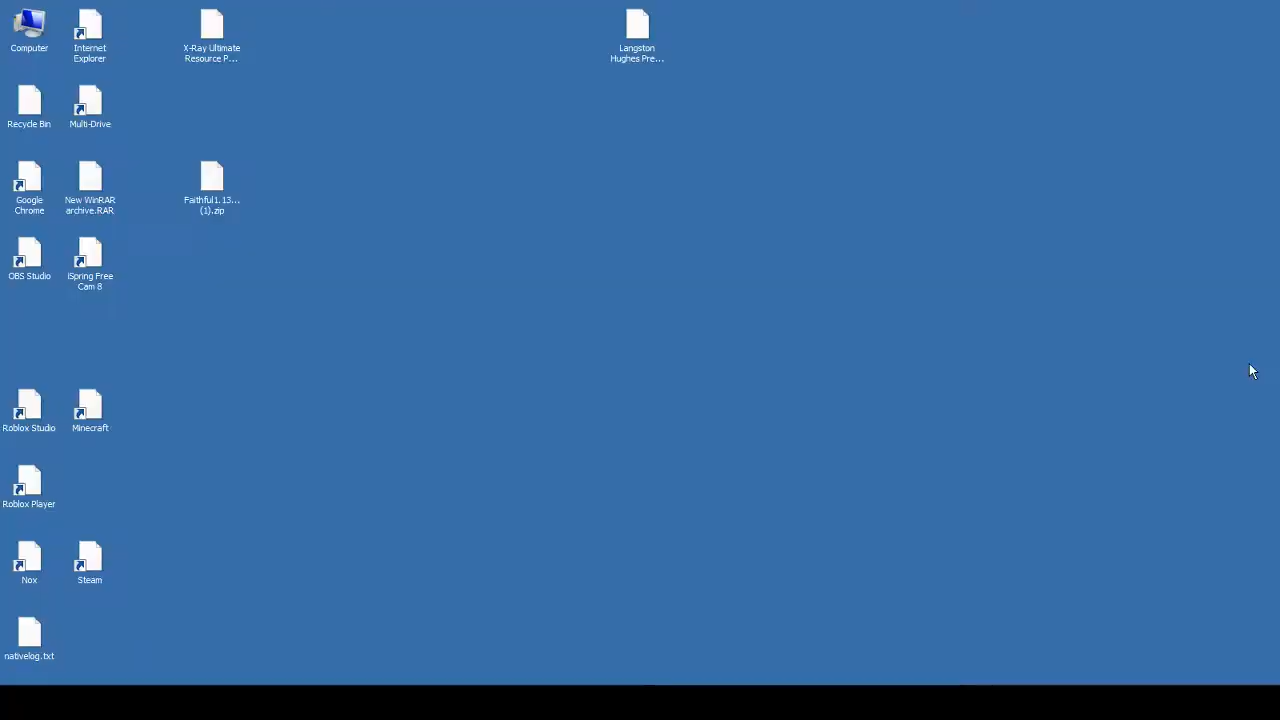 Computer
Internet
Explorer
X-Ray Ultimate
Resource P...
Langston
Hughes Pre...
Recycle Bin
Multi-Drive
Google
Chrome
New WinRAR
archive.RAR
Faithful1.13...
(1).zip
OBS Studio
iSpring Free
Cam 8
Roblox Studio
Minecraft
Roblox Player
Nox
Steam
nativelog.txt